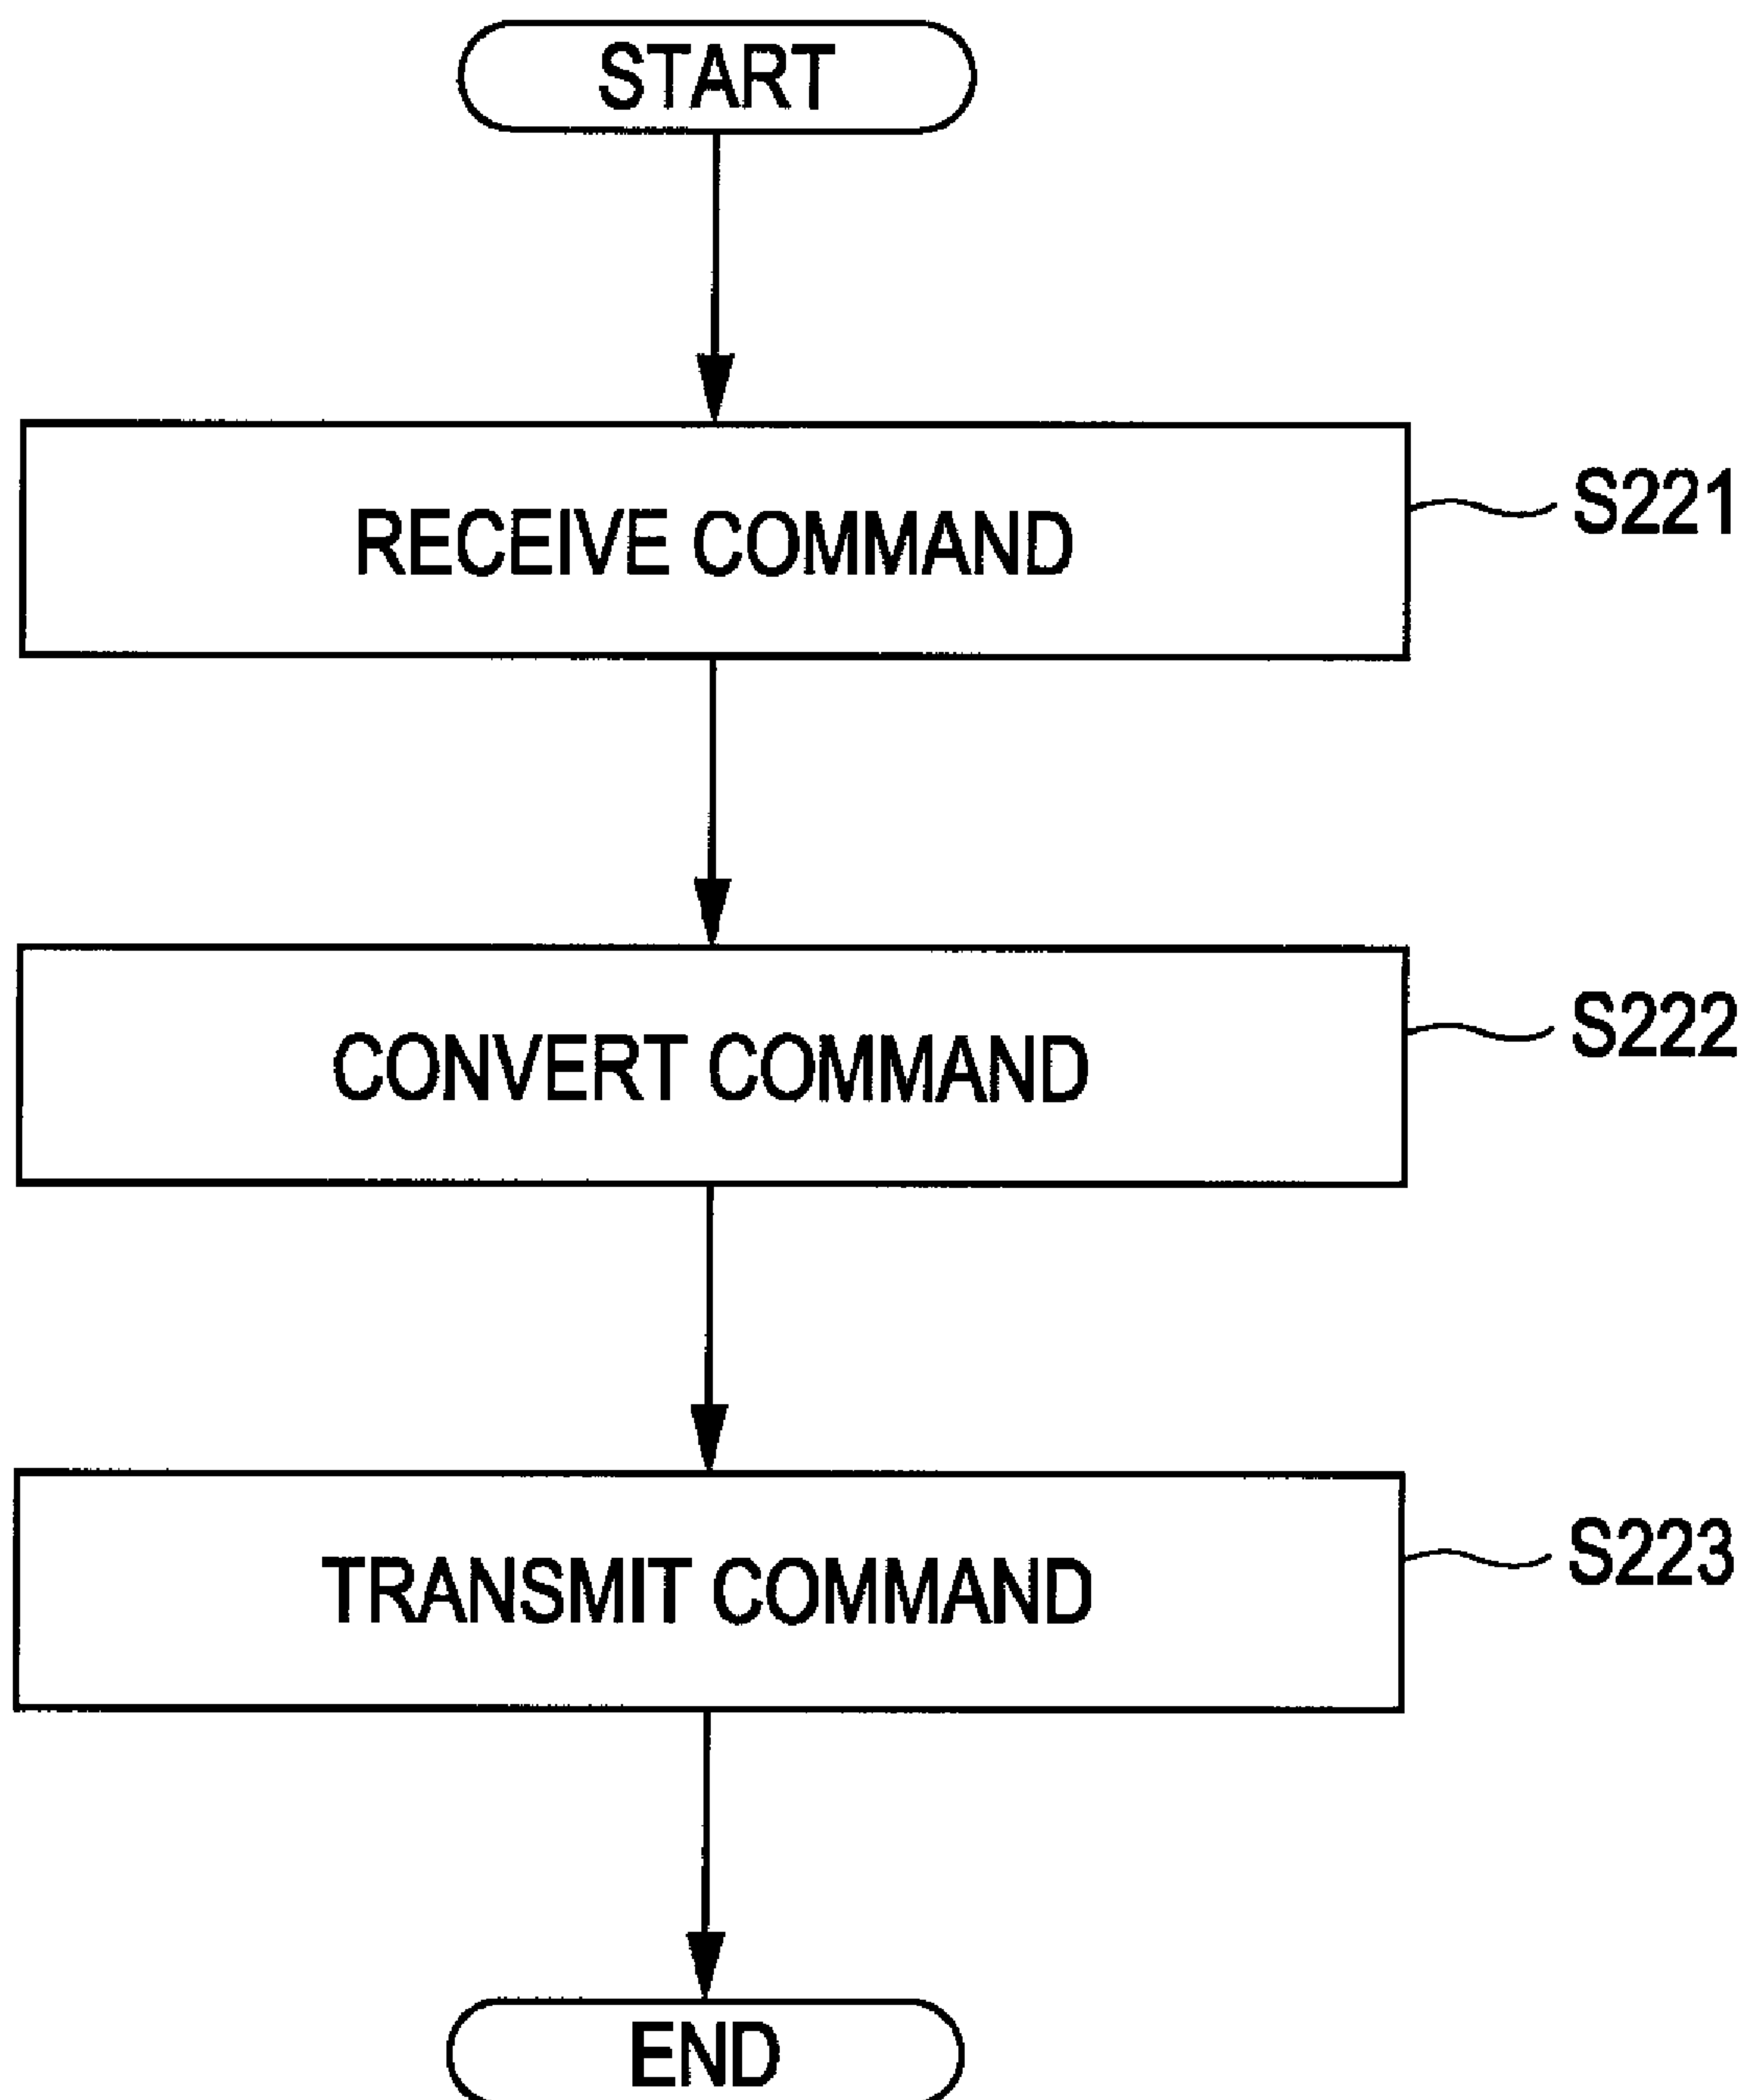 START
RECEIVE COMMAND
S221
CONVERT COMMAND
S222
TRANSMIT COMMAND
S223
END